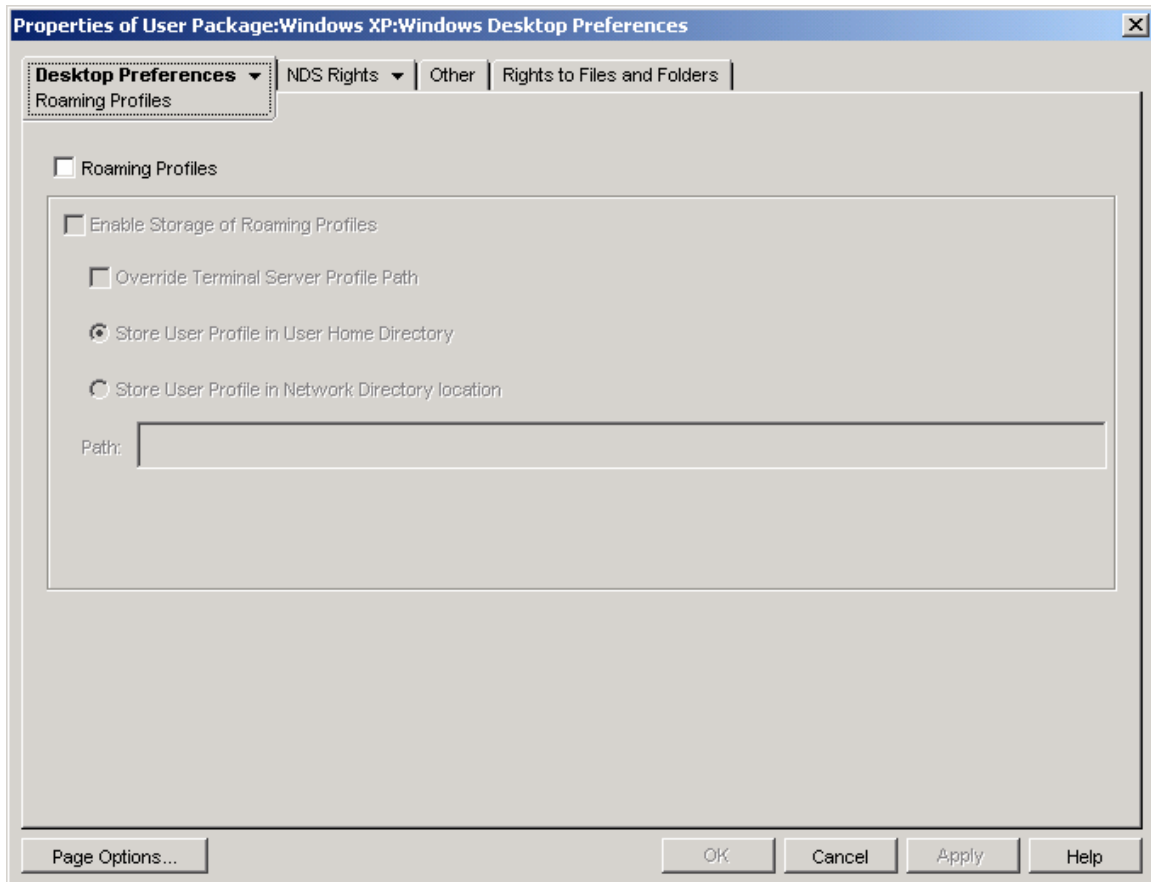 Properties of User Package:Windows XP:Windows Desktop Preferences
Desktop Preferences NDS Rights Other Rights to Files and Folders
Roaming Profiles
Roaming Profiles
Enable Storage of Roaming Profiles
Override Terminal Server Profile Path
Store User Profile in User Home Directory
Store User Profile in Network Directory location
Path:
Page Options... OK Cancel Apply Help